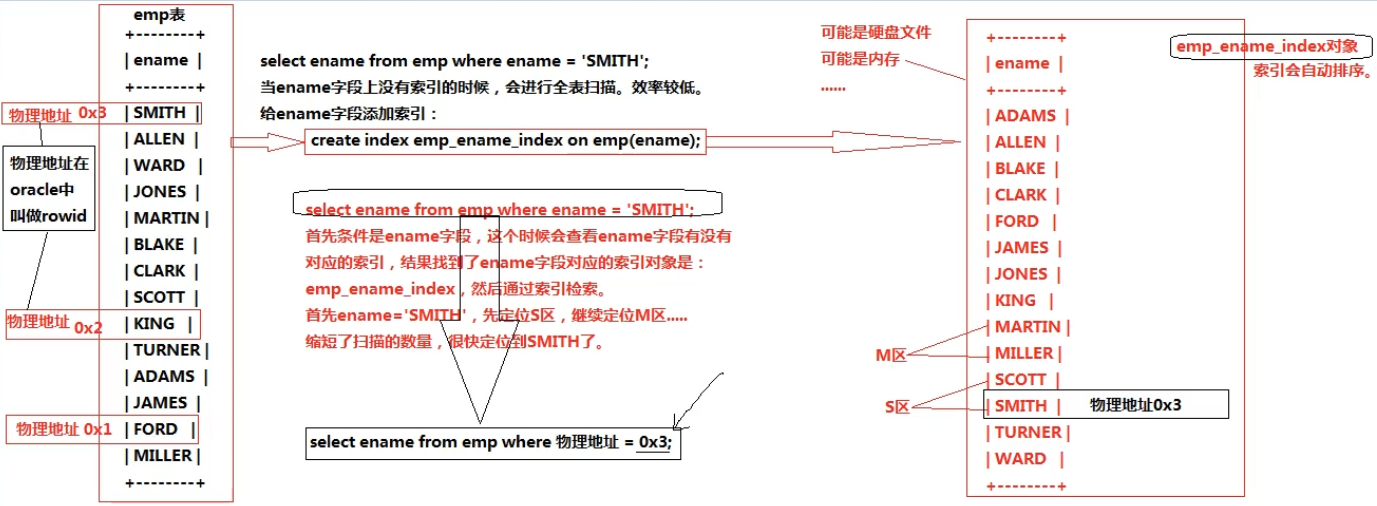 emp表
+--------+
| ename |
+--------+
| SMITH |
| ALLEN |
| WARD |
| JONES |
| MARTIN |
| BLAKE |
| CLARK |
| SCOTT |
| KING |
| TURNER |
| ADAMS |
| JAMES |
| FORD |
| MILLER |
+--------+
物理地址 0x3
物理地址在
oracle中
叫做rowid
物理地址 0x2
物理地址 0x1
select ename from emp where ename = 'SMITH';
当ename字段上没有索引的时候，会进行全表扫描。效率较低。
给ename字段添加索引：
create index emp_ename_index on emp(ename);
select ename from emp where ename = 'SMITH';
首先条件是ename字段，这个时候会查看ename字段有没有
对应的索引，结果找到了ename字段对应的索引对象是：
emp_ename_index，然后通过索引检索。
首先ename='SMITH'，先定位S区，继续定位M区.....
缩短了扫描的数量，很快定位到SMITH了。
select ename from emp where 物理地址 = 0x3;
可能是硬盘文件
可能是内存
......
+--------+
| ename |
+--------+
| ADAMS |
| ALLEN |
| BLAKE |
| CLARK |
| FORD |
| JAMES |
| JONES |
| KING |
| MARTIN |
| MILLER |
| SCOTT |
| SMITH | 物理地址0x3
| TURNER |
| WARD |
+--------+
M区
S区
emp_ename_index对象
索引会自动排序。